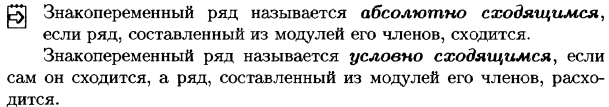 Знакопеременный ряд называется абсолютно сходящимся,
если ряд, составленный из модулей его членов, сходится.
Знакопеременный ряд называется условно сходящимся, если
сам он сходится, а ряд, составленный из модулей его членов, расхо-
дится.